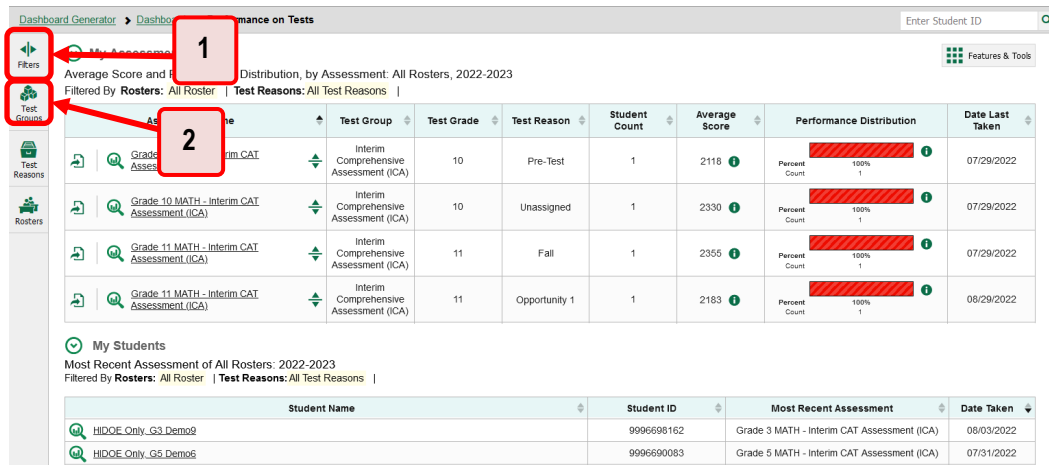 Dashboard Generator > Dashbo mance on Tests
Enter Student ID
1
Filters
Features & Tools
Average Score and Distribution, by Assessment: All Rosters, 2022-2023
Filtered By Rosters: All Roster | Test Reasons: All Test Reasons |
Test Groups
2
Test Group Test Grade Test Reason Student Count Average Score Performance Distribution Date Last Taken
Test Reasons
Grade rim CAT
Interim Comprehensive Assessment (ICA)
10 Pre-Test 1 2118
Percent 100%
Count 1
07/29/2022
Rosters
Grade 10 MATH - Interim CAT Assessment (ICA)
Interim Comprehensive Assessment (ICA)
10 Unassigned 1 2330
Percent 100%
Count 1
07/29/2022
Grade 11 MATH - Interim CAT Assessment (ICA)
Interim Comprehensive Assessment (ICA)
11 Fall 1 2355
Percent 100%
Count 1
07/29/2022
Grade 11 MATH - Interim CAT Assessment (ICA)
Interim Comprehensive Assessment (ICA)
11 Opportunity 1 1 2183
Percent 100%
Count 1
08/29/2022
My Students
Most Recent Assessment of All Rosters: 2022-2023
Filtered By Rosters: All Roster | Test Reasons: All Test Reasons |
Student Name Student ID Most Recent Assessment Date Taken
HIDOE Only, G3 Demo9 9996698162 Grade 3 MATH - Interim CAT Assessment (ICA) 08/03/2022
HIDOE Only, G5 Demo6 9996690083 Grade 5 MATH - Interim CAT Assessment (ICA) 07/31/2022